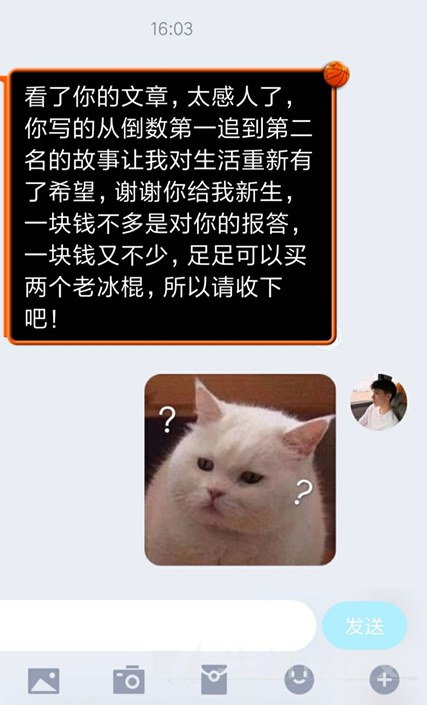 16:03
看了你的文章，太感人了，
你写的从倒数第一追到第二
名的故事让我对生活重新有
了希望，谢谢你给我新生，
一块钱不多是对你的报答，
一块钱又不少，足足可以买
两个老冰棍，所以请收下
吧！
?
?
发送